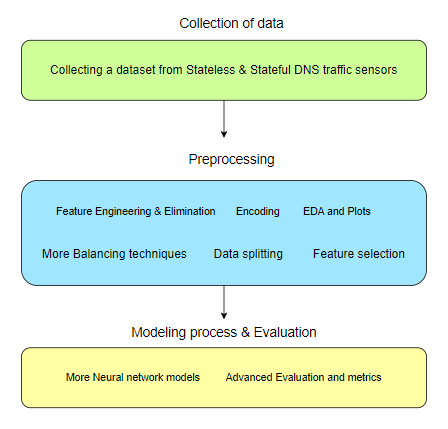 Collection of data
Collecting a dataset from Stateless & Stateful DNS traffic sensors
Preprocessing
Feature Engineering & Elimination Encoding EDA and Plots
More Balancing techniques Data splitting Feature selection
Modeling process & Evaluation
More Neural network models Advanced Evaluation and metrics